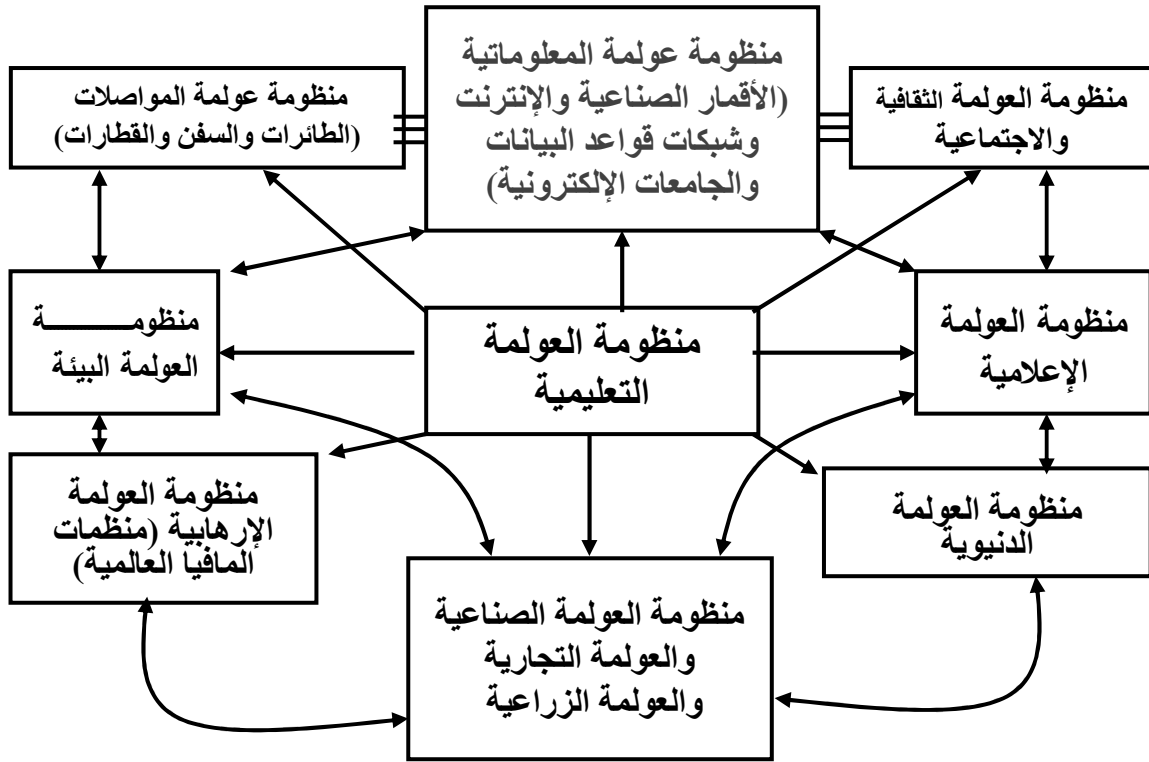 منظومة عولمة المعلوماتية
(الأقمار الصناعية والإنترنت
وشبكات قواعد البيانات
والجامعات الإلكترونية)
منظومة العولمة الثقافية
والاجتماعية
منظومة عولمة المواصلات
(الطائرات والسفن والقطارات)
منظومة العولمة
الإعلامية
منظومة العولمة
التعليمية
منظومـــــــــة
العولمة البيئة
منظومة العولمة
الدنيوية
منظومة العولمة
الإرهابية (منظمات
المافيا العالمية)
منظومة العولمة الصناعية
والعولمة التجارية
والعولمة الزراعية